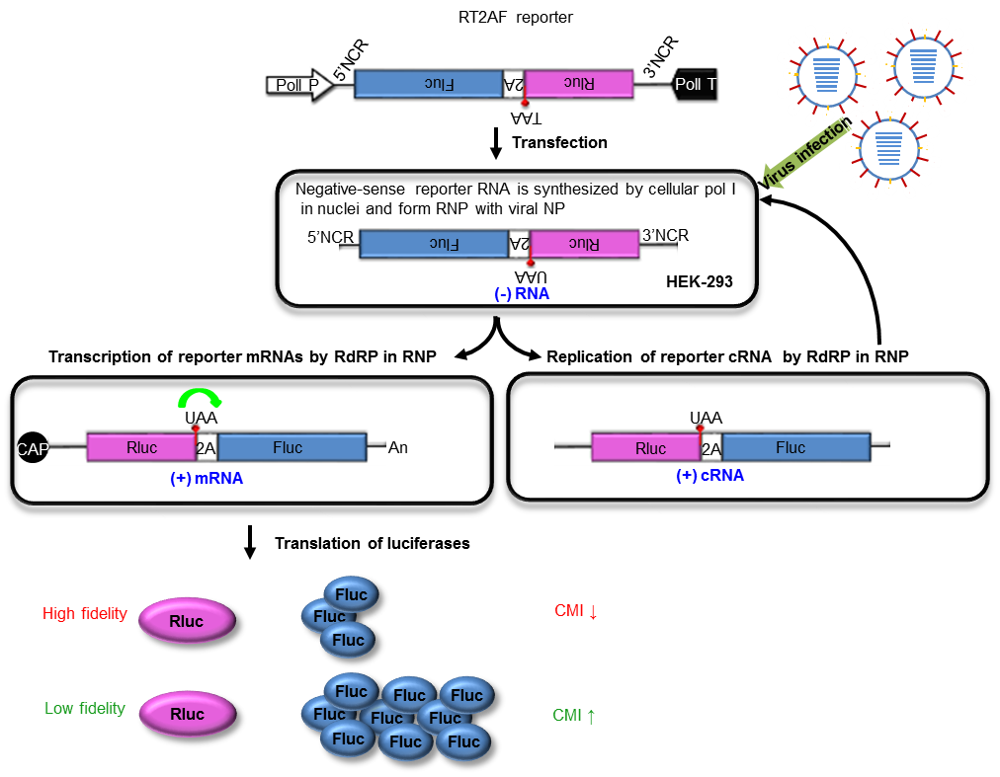 RT2AF reporter
5'NCR
3'NCR
Poll P
Fluc
2A
Rluc
Poll T
TAA
Transfection
Virus infection
Negative-sense reporter RNA is synthesized by cellular pol I
in nuclei and form RNP with viral NP
5'NCR
Fluc
2A
Rluc
3'NCR
UAA
(-) RNA
HEK-293
Transcription of reporter mRNAs by RdRP in RNP
Replication of reporter cRNA by RdRP in RNP
UAA
CAP
Rluc
2A
Fluc
An
(+) mRNA
UAA
Rluc
2A
Fluc
(+) cRNA
Translation of luciferases
High fidelity
Rluc
Fluc
Fluc
Fluc
CMI ↓
Low fidelity
Rluc
Fluc
Fluc
Fluc
Fluc
Fluc
Fluc
Fluc
Fluc
Fluc
CMI ↑